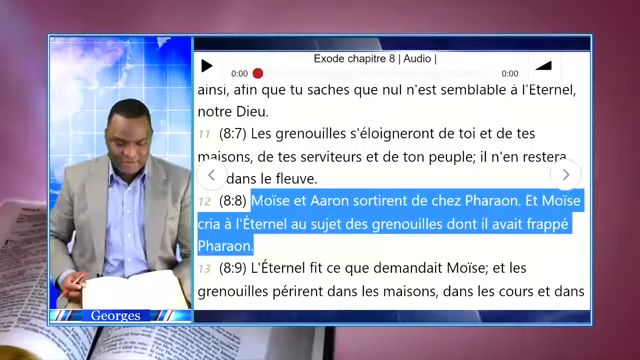 Exode chapitre 8 | Audio |
0:00
0:00
ainsi, afin que tu saches que nul n'est semblable à l'Eternel,
notre Dieu.
11 (8:7) Les grenouilles s'éloigneront de toi et de tes
maisons, de tes serviteurs et de ton peuple; il n'en restera
dans le fleuve.
12 (8:8) Moïse et Aaron sortirent de chez Pharaon. Et Moïse
cria à l'Éternel au sujet des grenouilles dont il avait frappé
Pharaon.
13 (8:9) L'Éternel fit ce que demandait Moïse; et les
grenouilles périrent dans les maisons, dans les cours et dans
Georges